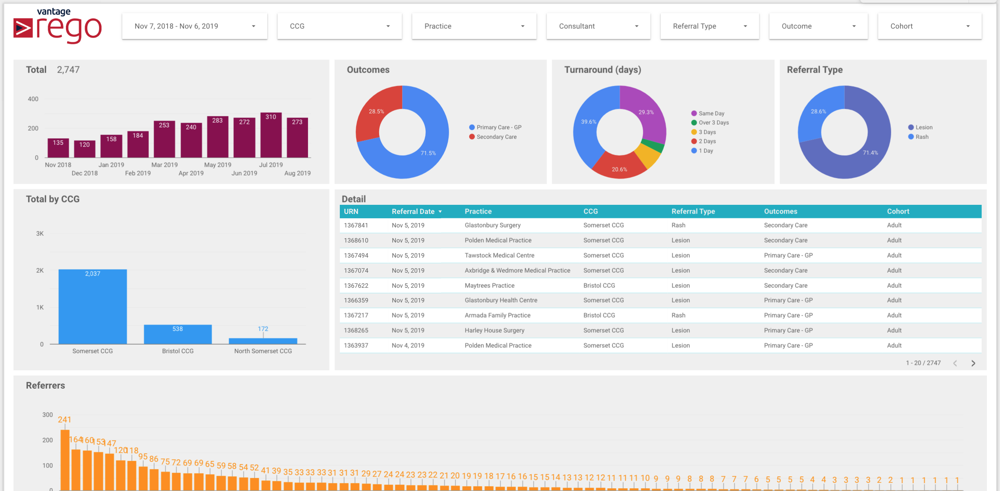 vantage
rego
Nov 7, 2018 - Nov 6, 2019
CCG
Practice
Consultant
Referral Type
Outcome
Cohort
Total 2,747
400
200
0
135
120
158
184
253
240
283
272
310
273
Nov 2018
Dec 2018
Jan 2019
Feb 2019
Mar 2019
Apr 2019
May 2019
Jun 2019
Jul 2019
Aug 2019
Outcomes
28.5%
71.5%
Primary Care - GP
Secondary Care
Turnaround (days)
29.3%
39.6%
20.6%
Same Day
Over 3 Days
3 Days
2 Days
1 Day
Referral Type
28.6%
71.4%
Lesion
Rash
Total by CCG
3K
2K
1K
0
2,037
538
172
Somerset CCG
Bristol CCG
North Somerset CCG
Detail
URN Referral Date Practice CCG Referral Type Outcomes Cohort
1367841 Nov 5, 2019 Glastonbury Surgery Somerset CCG Rash Secondary Care Adult
1368610 Nov 5, 2019 Polden Medical Practice Somerset CCG Lesion Secondary Care Adult
1367494 Nov 5, 2019 Tawstock Medical Centre Somerset CCG Lesion Primary Care - GP Adult
1367074 Nov 5, 2019 Axbridge & Wedmore Medical Practice Somerset CCG Lesion Secondary Care Adult
1367622 Nov 5, 2019 Maytrees Practice Bristol CCG Lesion Secondary Care Adult
1366359 Nov 5, 2019 Glastonbury Health Centre Somerset CCG Lesion Primary Care - GP Adult
1367217 Nov 5, 2019 Armada Family Practice Bristol CCG Rash Primary Care - GP Adult
1368265 Nov 5, 2019 Harley House Surgery Somerset CCG Lesion Primary Care - GP Adult
1363937 Nov 4, 2019 Polden Medical Practice Somerset CCG Lesion Primary Care - GP Adult
1 - 20 / 2747
Referrers
300
200
100
0
241 164 160 153 147 120 118 95 86 75 72 69 69 65 59 58 54 52 41 39 35 33 33 33 31 31 31 29 27 24 24 23 23 22 21 20 19 19 18 17 16 16 15 15 14 13 13 12 12 11 11 11 10 9 9 9 8 8 8 7 7 7 6 5 5 5 5 4 4 3 3 3 3 2 2 1 1 1 1 1 1